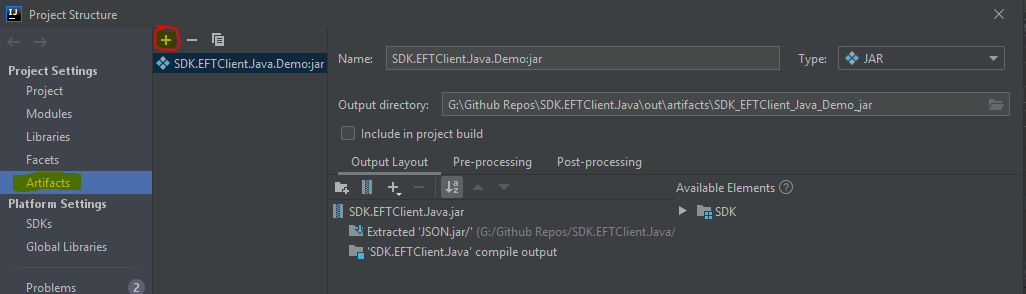 IJ Project Structure
Project Settings
Project
Modules
Libraries
Facets
Artifacts
Platform Settings
SDKs
Global Libraries
Problems 2
SDK.EFTClient.Java.Demo:jar
Name: SDK.EFTClient.Java.Demo:jar Type: JAR
Output directory: G:\Github Repos\SDK.EFTClient.Java\out\artifacts\SDK_EFTClient_Java_Demo_jar
Include in project build
Output Layout Pre-processing Post-processing
a z Available Elements ?
SDK.EFTClient.Java.jar
Extracted 'JSON.jar/' (G:/Github Repos/SDK.EFTClient.Java/
'SDK.EFTClient.Java' compile output
SDK